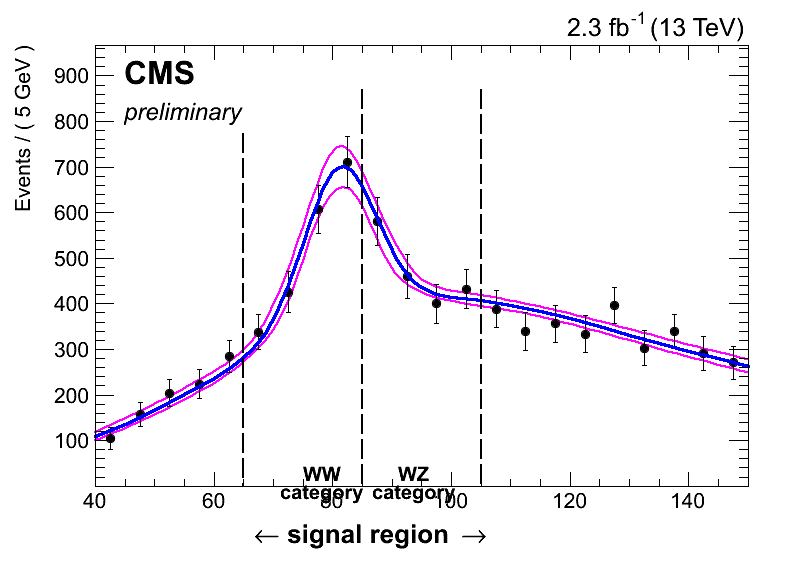 2.3 fb-1 (13 TeV)
Events / ( 5 GeV )
CMS
preliminary
900
800
700
600
500
400
300
200
100
WW
category
WZ
category
40 60 80 100 120 140
← signal region →